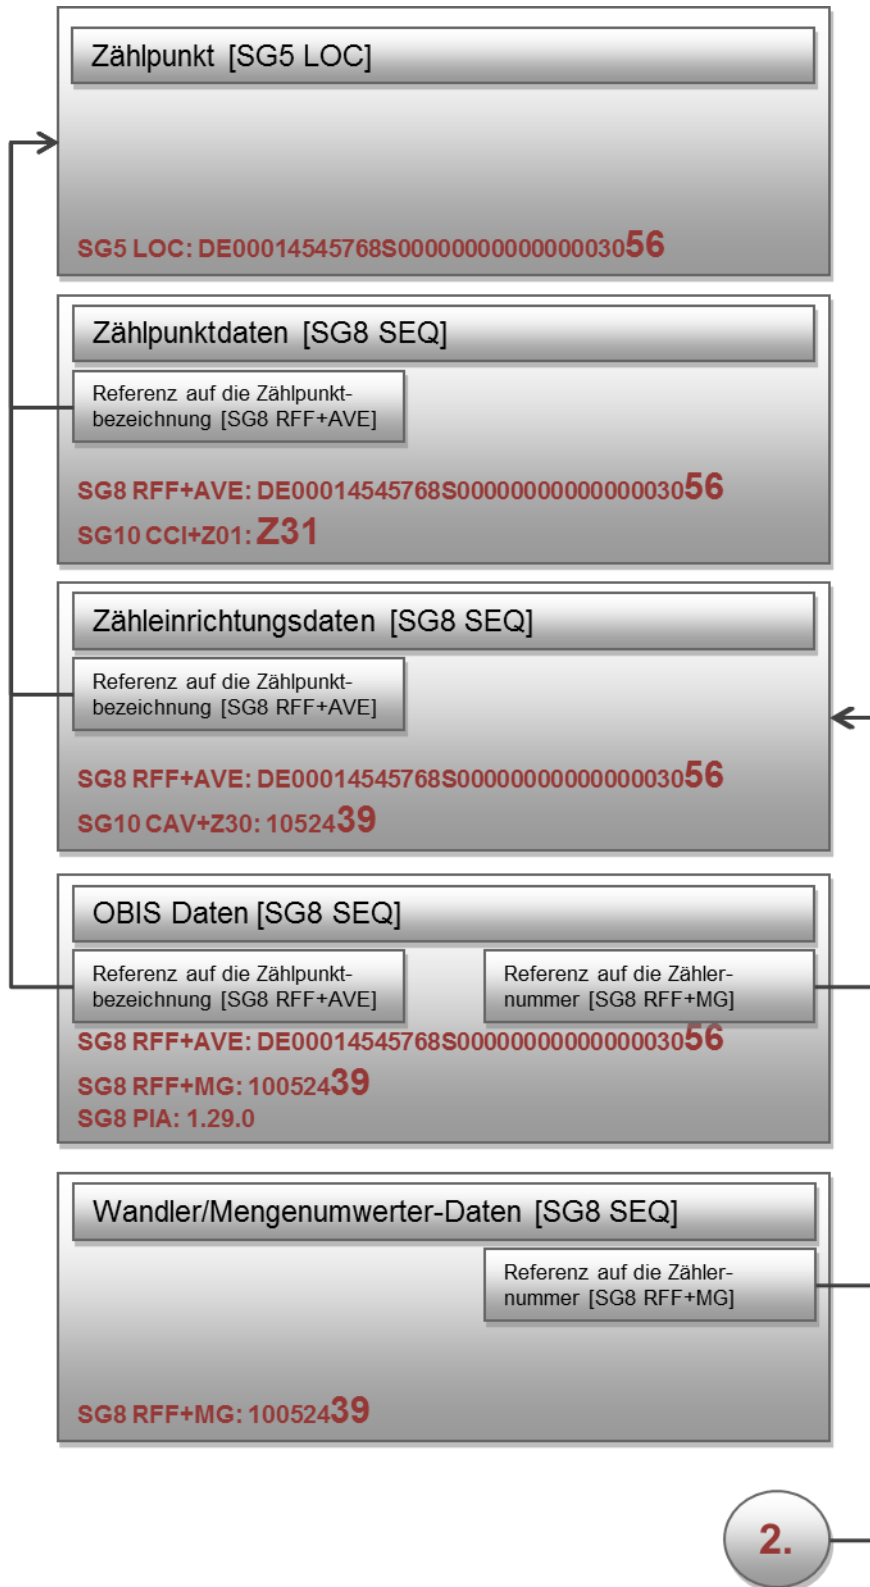 Zählpunkt [SG5 LOC]
SG5 LOC: DE00014545768S0000000000000003056
Zählpunktdaten [SG8 SEQ]
Referenz auf die Zählpunkt-
bezeichnung [SG8 RFF+AVE]
SG8 RFF+AVE: DE00014545768S0000000000000003056
SG10 CCI+Z01: Z31
Zähleinrichtungsdaten [SG8 SEQ]
Referenz auf die Zählpunkt-
bezeichnung [SG8 RFF+AVE]
SG8 RFF+AVE: DE00014545768S0000000000000003056
SG10 CAV+Z30: 1052439
OBIS Daten [SG8 SEQ]
Referenz auf die Zählpunkt-
bezeichnung [SG8 RFF+AVE]
Referenz auf die Zähler-
nummer [SG8 RFF+MG]
SG8 RFF+AVE: DE00014545768S0000000000000003056
SG8 RFF+MG: 10052439
SG8 PIA: 1.29.0
Wandler/Mengenumwerter-Daten [SG8 SEQ]
Referenz auf die Zähler-
nummer [SG8 RFF+MG]
SG8 RFF+MG: 10052439
2.